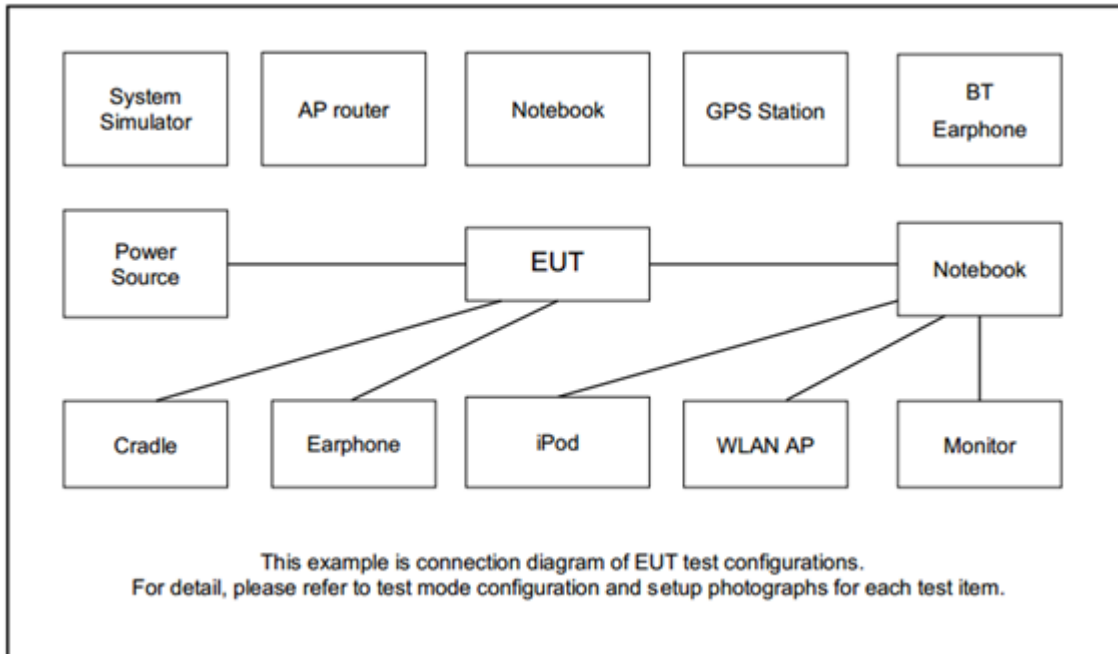 System
Simulator
AP router
Notebook
GPS Station
BT
Earphone
Power
Source
EUT
Notebook
Cradle
Earphone
iPod
WLAN AP
Monitor
This example is connection diagram of EUT test configurations.
For detail, please refer to test mode configuration and setup photographs for each test item.